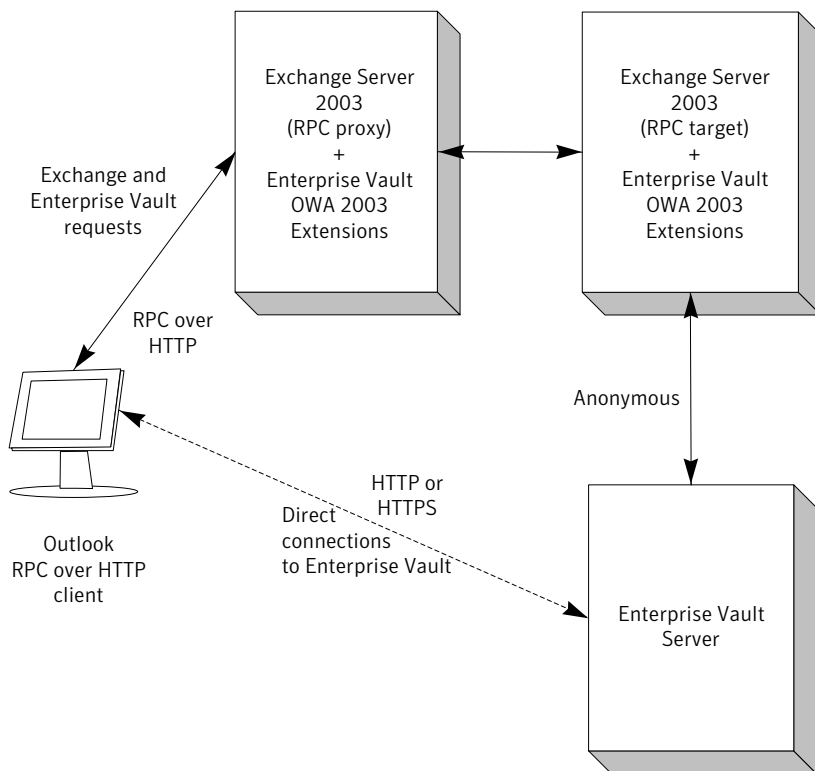 Exchange Server
2003
(RPC proxy)
+
Enterprise Vault
OWA 2003
Extensions
Exchange Server
2003
(RPC target)
+
Enterprise Vault
OWA 2003
Extensions
Exchange and
Enterprise Vault
requests
RPC over
HTTP
Anonymous
HTTP or
HTTPS
Direct
connections
to Enterprise Vault
Outlook
RPC over HTTP
client
Enterprise Vault
Server